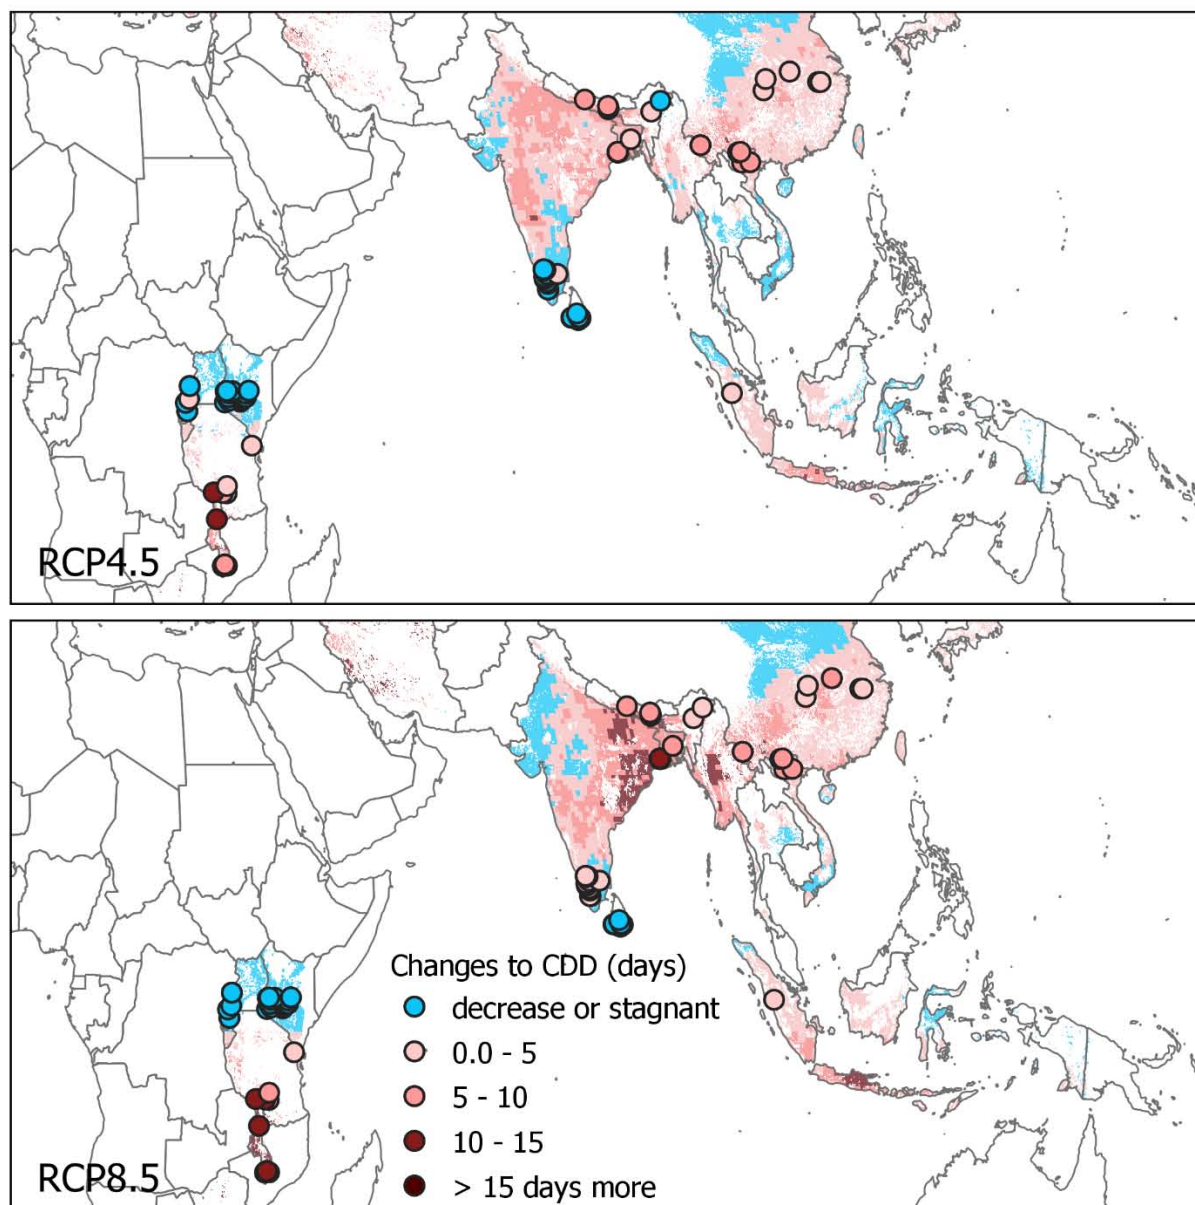 RCP4.5
Changes to CDD (days)
decrease or stagnant
0.0 - 5
5 - 10
10 - 15
> 15 days more
RCP8.5